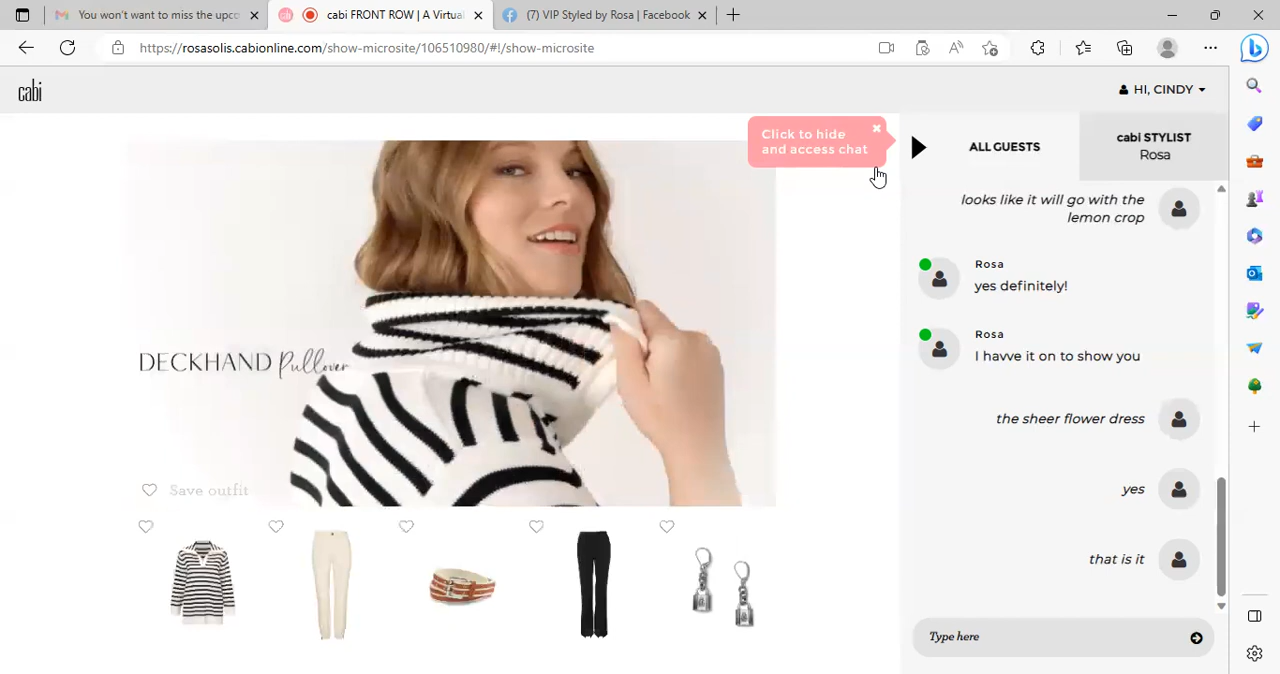 You won't want to miss the upco
cabi FRONT ROW | A Virtual
(7) VIP Styled by Rosa | Facebook
https://rosasolis.cabionline.com/show-microsite/106510980/#!/show-microsite
cabi
HI, CINDY
Click to hide
and access chat
ALL GUESTS
cabi STYLIST
Rosa
looks like it will go with the
lemon crop
Rosa
yes definitely!
Rosa
I havve it on to show you
DECKHAND Pullover
the sheer flower dress
Save outfit
yes
that is it
Type here